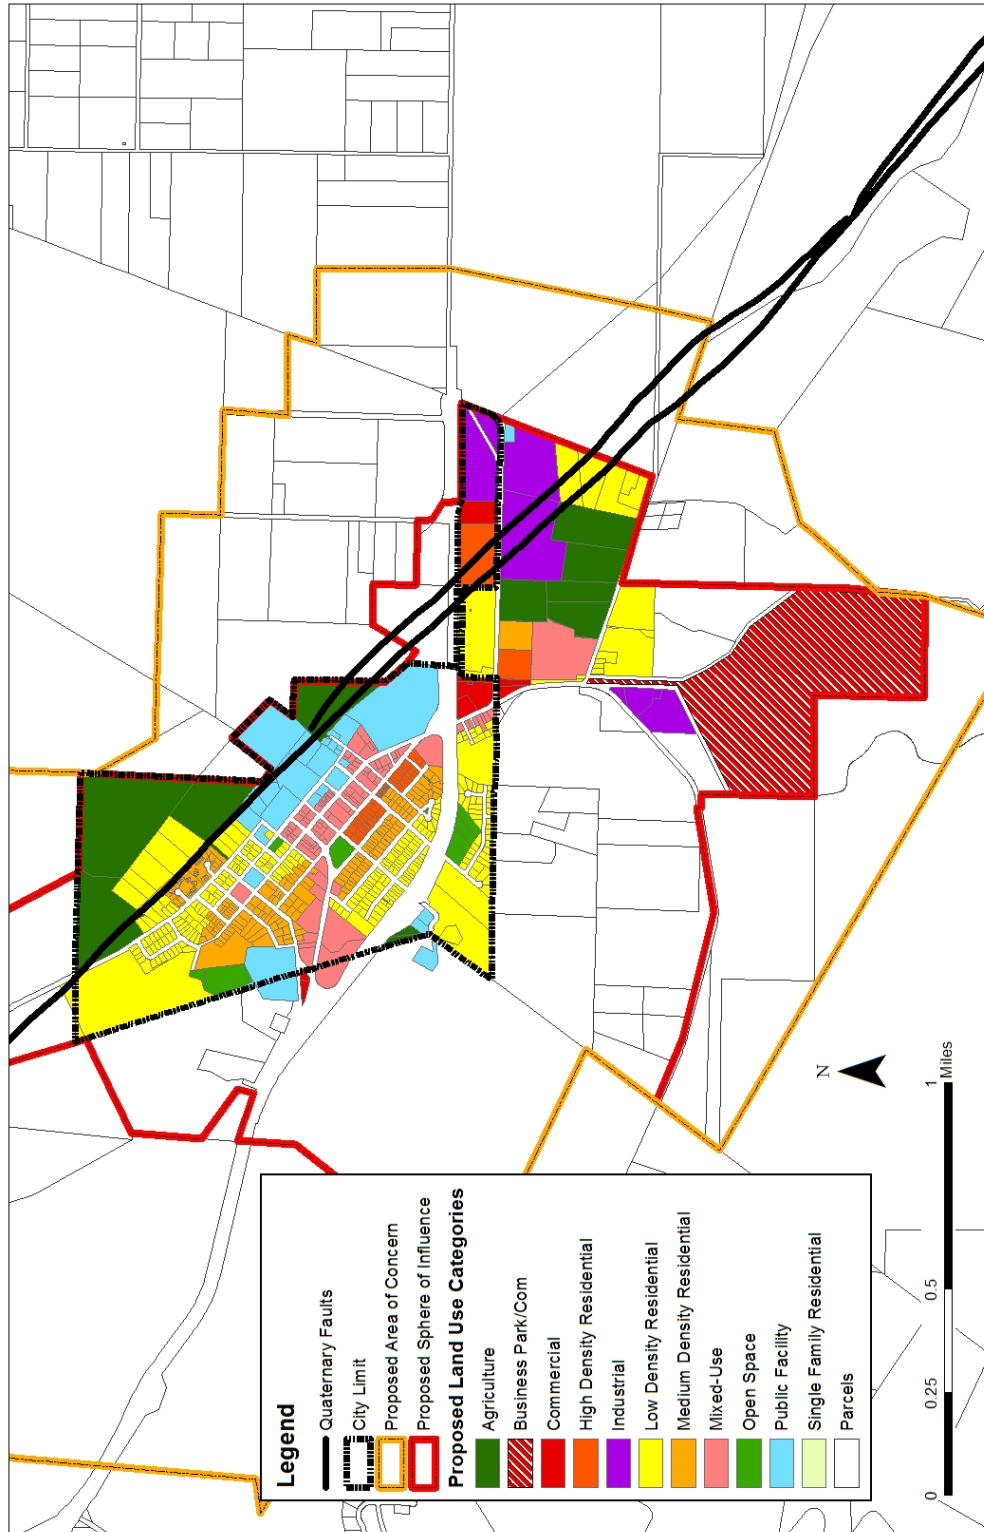 Legend
Quaternary Faults
City Limit
Proposed Area of Concern
Proposed Sphere of Influence
Proposed Land Use Categories
Agriculture
Business Park/Com
Commercial
High Density Residential
Industrial
Low Density Residential
Medium Density Residential
Mixed-Use
Open Space
Public Facility
Single Family Residential
Parcels
N
0 0.25 0.5 1
Miles